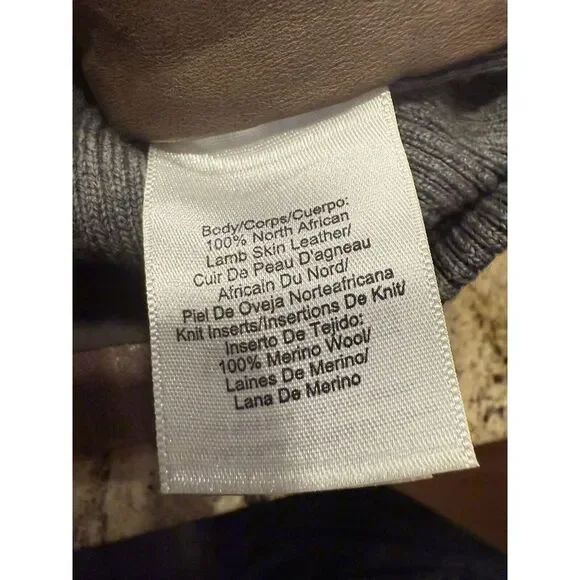 Body/Corps/Cuerpo:
100% North African
Lamb Skin Leather/
Cuir De Peau D'agneau
Africain Du Nord/
Piel De Oveja Norteafricana
Knit Inserts/Insertions De Knit/
Inserto De Tejido:
100% Merino Wool/
Laines De Merino/
Lana De Merino